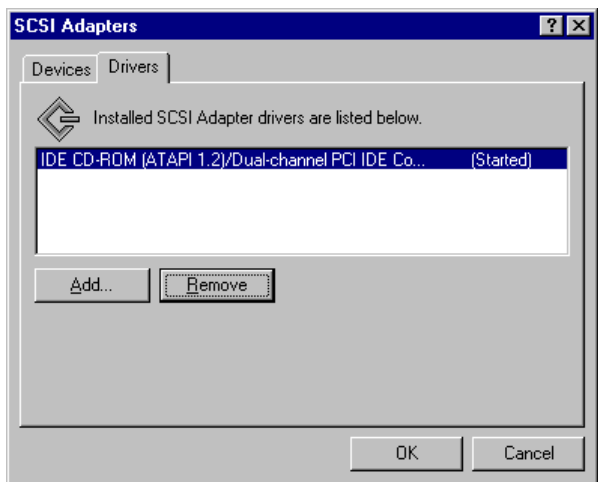 SCSI Adapters
Devices Drivers
Installed SCSI Adapter drivers are listed below.
IDE CD-ROM (ATAPI 1.2)/Dual-channel PCI IDE Co... (Started)
Add... Remove
OK Cancel